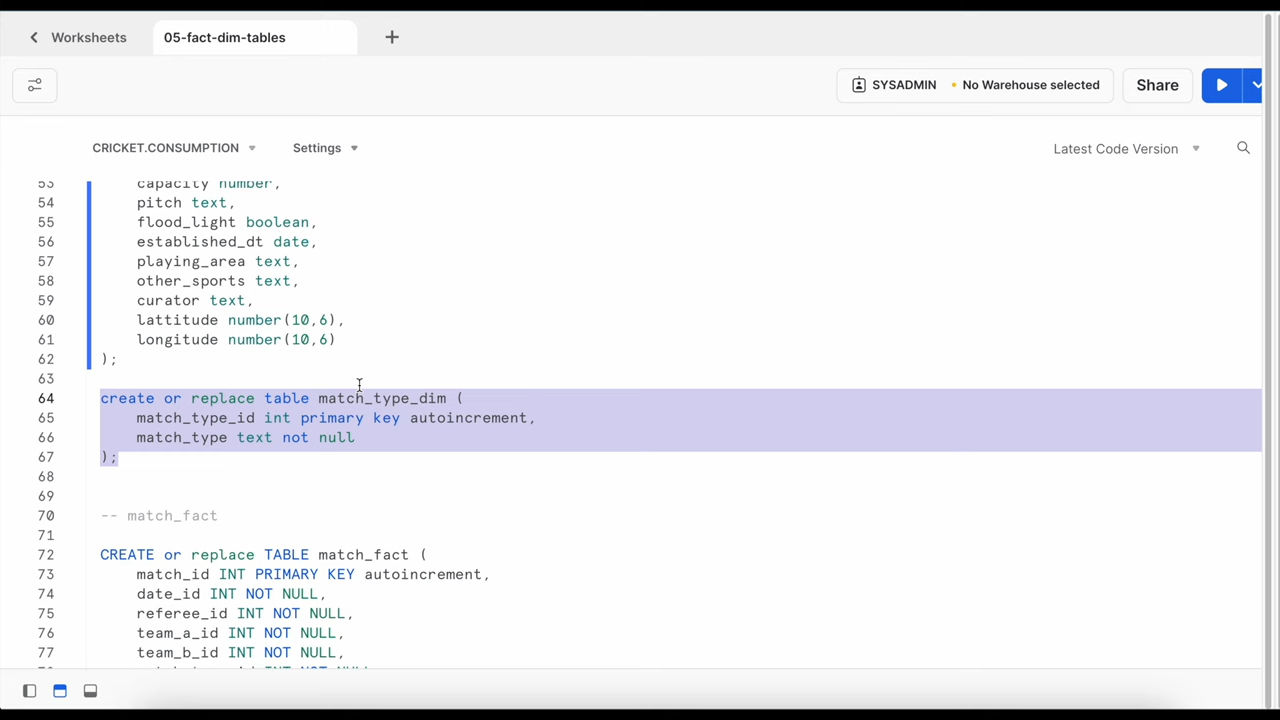 Worksheets
05-fact-dim-tables
SYSADMIN
No Warehouse selected
Share
CRICKET.CONSUMPTION
Settings
Latest Code Version
53 capacity number,
54 pitch text,
55 flood_light boolean,
56 established_dt date,
57 playing_area text,
58 other_sports text,
59 curator text,
60 lattitude number(10,6),
61 longitude number(10,6)
62 );
63
64 create or replace table match_type_dim (
65 match_type_id int primary key autoincrement,
66 match_type text not null
67 );
68
69
70 -- match_fact
71
72 CREATE or replace TABLE match_fact (
73 match_id INT PRIMARY KEY autoincrement,
74 date_id INT NOT NULL,
75 referee_id INT NOT NULL,
76 team_a_id INT NOT NULL,
77 team_b_id INT NOT NULL,